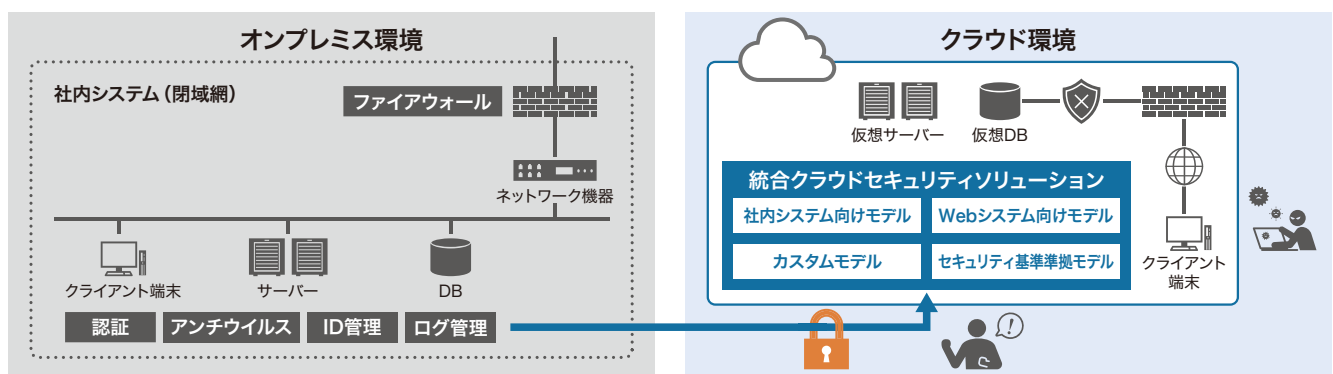 オンプレミス環境
社内システム（閉域網）
ファイアウォール
ネットワーク機器
クライアント端末
サーバー
DB
認証
アンチウイルス
ID管理
ログ管理
クラウド環境
仮想サーバー
仮想DB
統合クラウドセキュリティソリューション
社内システム向けモデル
Webシステム向けモデル
カスタムモデル
セキュリティ基準準拠モデル
クライアント
端末
!